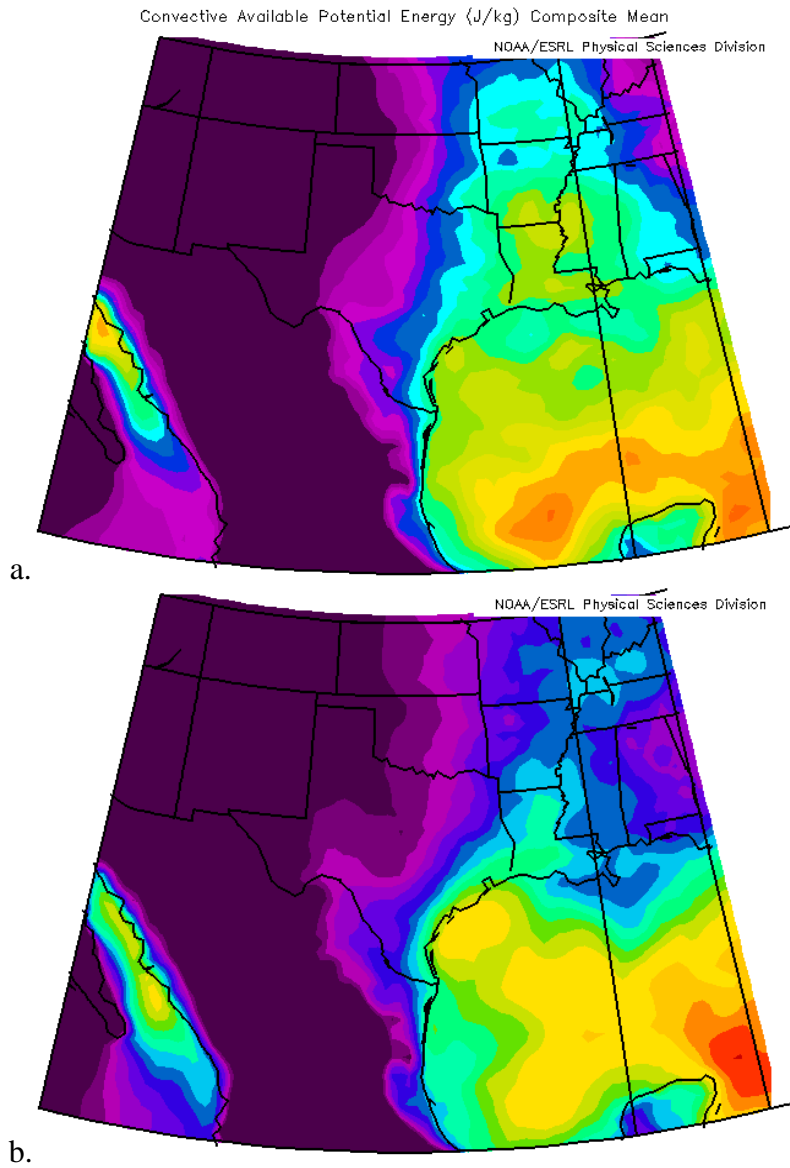 Convective Available Potential Energy (J/kg) Composite Mean
NOAA/ESRL Physical Sciences Division
a.
NOAA/ESRL Physical Sciences Division
b.